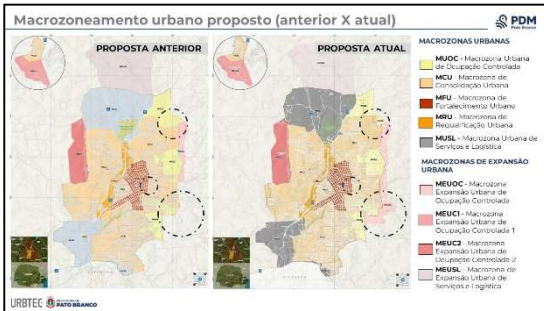 Macrozoneamento urbano proposto (anterior X atual)
PDM
Pato Branco
PROPOSTA ANTERIOR
PROPOSTA ATUAL
MACROZONAS URBANAS
MUOC - Macrozona Urbana
de Ocupação Controlada
MCU - Macrozona de
Consolidação Urbana
MFU - Macrozona de
Fortalecimento Urbano
MRU - Macrozona de
Requalificação Urbana
MUSL - Macrozona Urbana de
Serviços e Logística
MACROZONAS DE EXPANSÃO
URBANA
MEUOC - Macrozona
Expansão Urbana de
Ocupação Controlada
MEUC1 - Macrozona
Expansão Urbana de
Ocupação Controlada 1
MEUC2 - Macrozona
Expansão Urbana de
Ocupação Controlada 2
MEUSL - Macrozona de
Expansão Urbana de
Serviços e Logística
URBTEC
PATO BRANCO